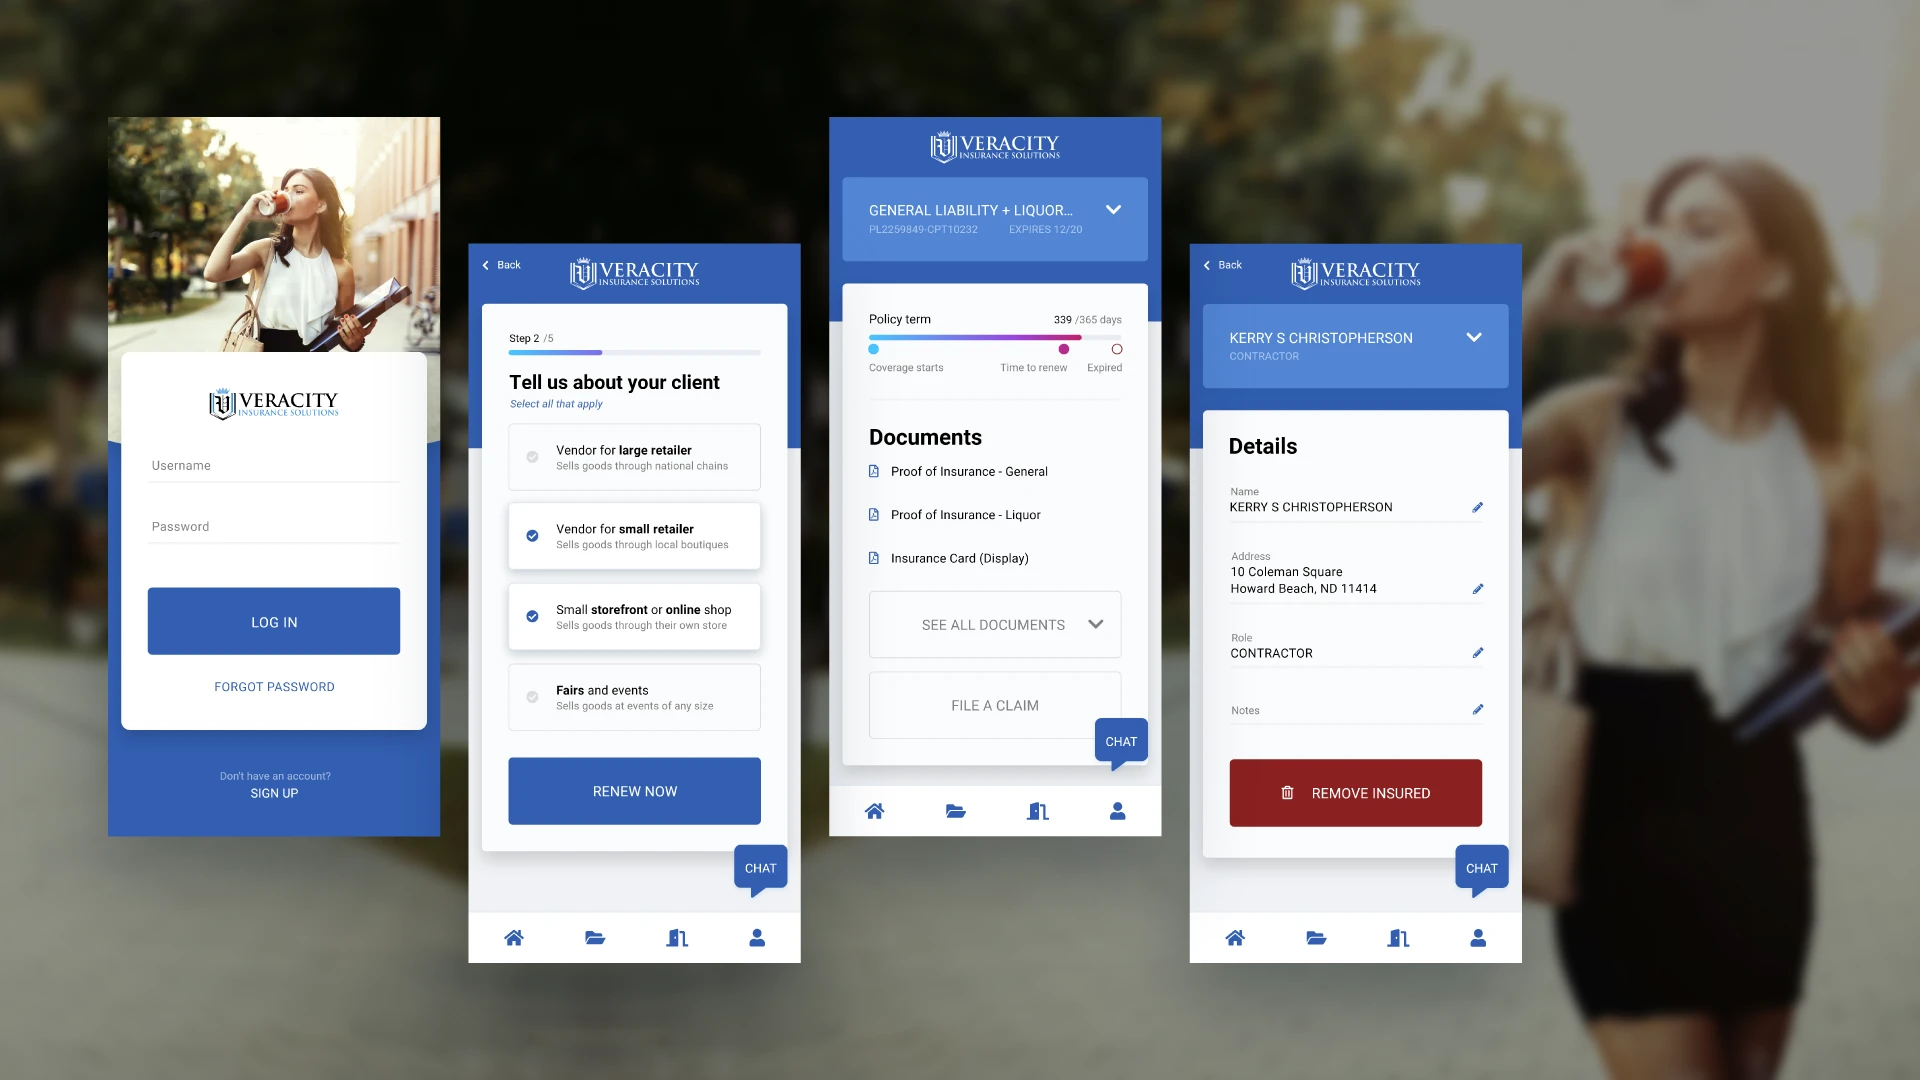 VERACITY
INSURANCE SOLUTIONS
Username
Password
LOG IN
FORGOT PASSWORD
Don't have an account?
SIGN UP
Back
VERACITY
INSURANCE SOLUTIONS
Step 2 /5
Tell us about your client
Select all that apply
Vendor for large retailer
Sells goods through national chains
Vendor for small retailer
Sells goods through local boutiques
Small storefront or online shop
Sells goods through their own store
Fairs and events
Sells goods at events of any size
RENEW NOW
CHAT
VERACITY
INSURANCE SOLUTIONS
GENERAL LIABILITY + LIQUOR...
PL2259849-CPT10232 EXPIRES 12/20
Policy term 339 /365 days
Coverage starts Time to renew Expired
Documents
Proof of Insurance - General
Proof of Insurance - Liquor
Insurance Card (Display)
SEE ALL DOCUMENTS
FILE A CLAIM
CHAT
Back
VERACITY
INSURANCE SOLUTIONS
KERRY S CHRISTOPHERSON
CONTRACTOR
Details
Name
KERRY S CHRISTOPHERSON
Address
10 Coleman Square
Howard Beach, ND 11414
Role
CONTRACTOR
Notes
REMOVE INSURED
CHAT